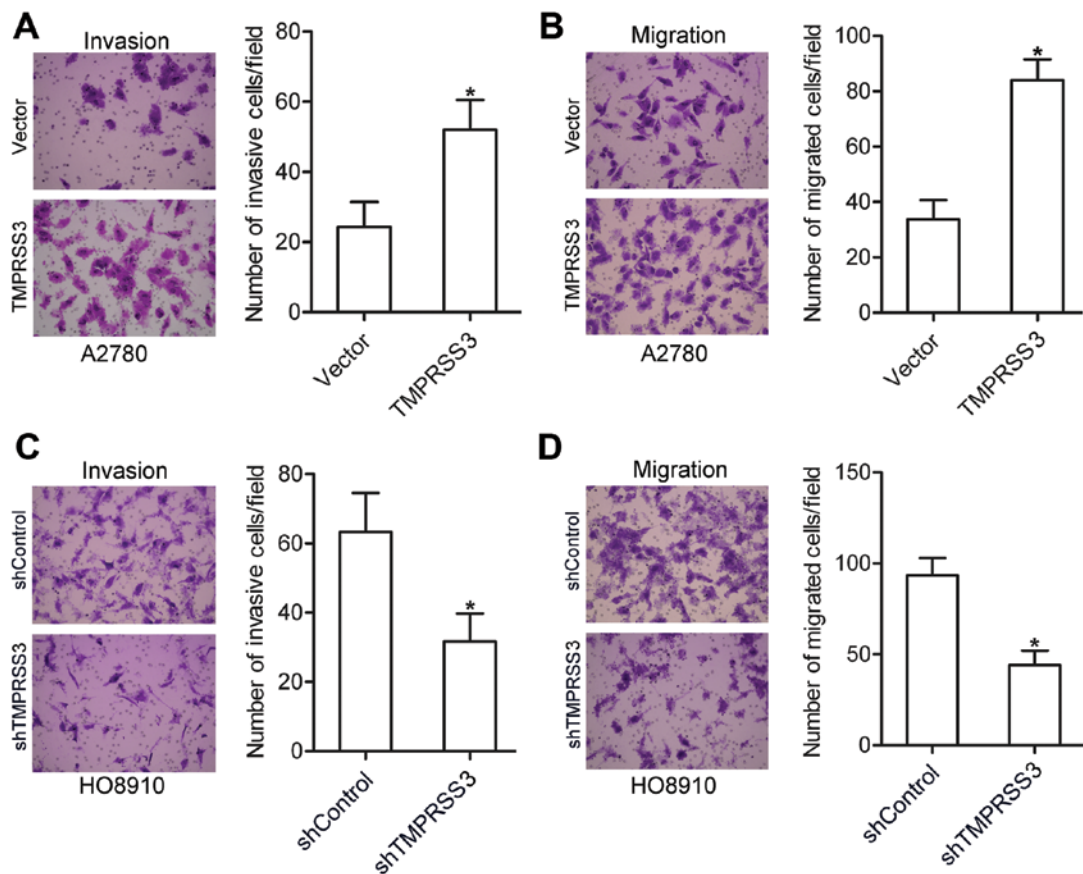 A
Invasion
Vector
TMPRSS3
A2780
Number of invasive cells/field
80
60
40
20
0
*
Vector
TMPRSS3
B
Migration
Vector
TMPRSS3
A2780
Number of migrated cells/field
100
80
60
40
20
0
*
Vector
TMPRSS3
C
Invasion
shControl
shTMPRSS3
HO8910
Number of invasive cells/field
80
60
40
20
0
*
shControl
shTMPRSS3
D
Migration
shControl
shTMPRSS3
HO8910
Number of migrated cells/field
150
100
50
0
*
shControl
shTMPRSS3